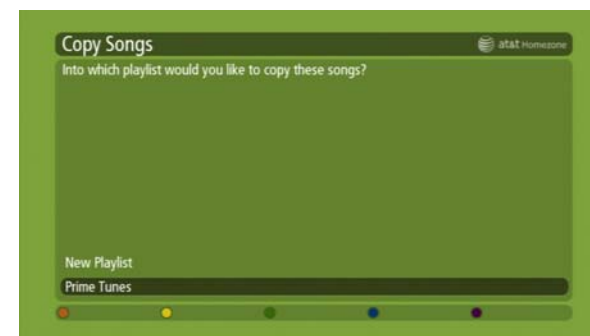 Copy Songs
at&t Homezone
Into which playlist would you like to copy these songs?
New Playlist
Prime Tunes